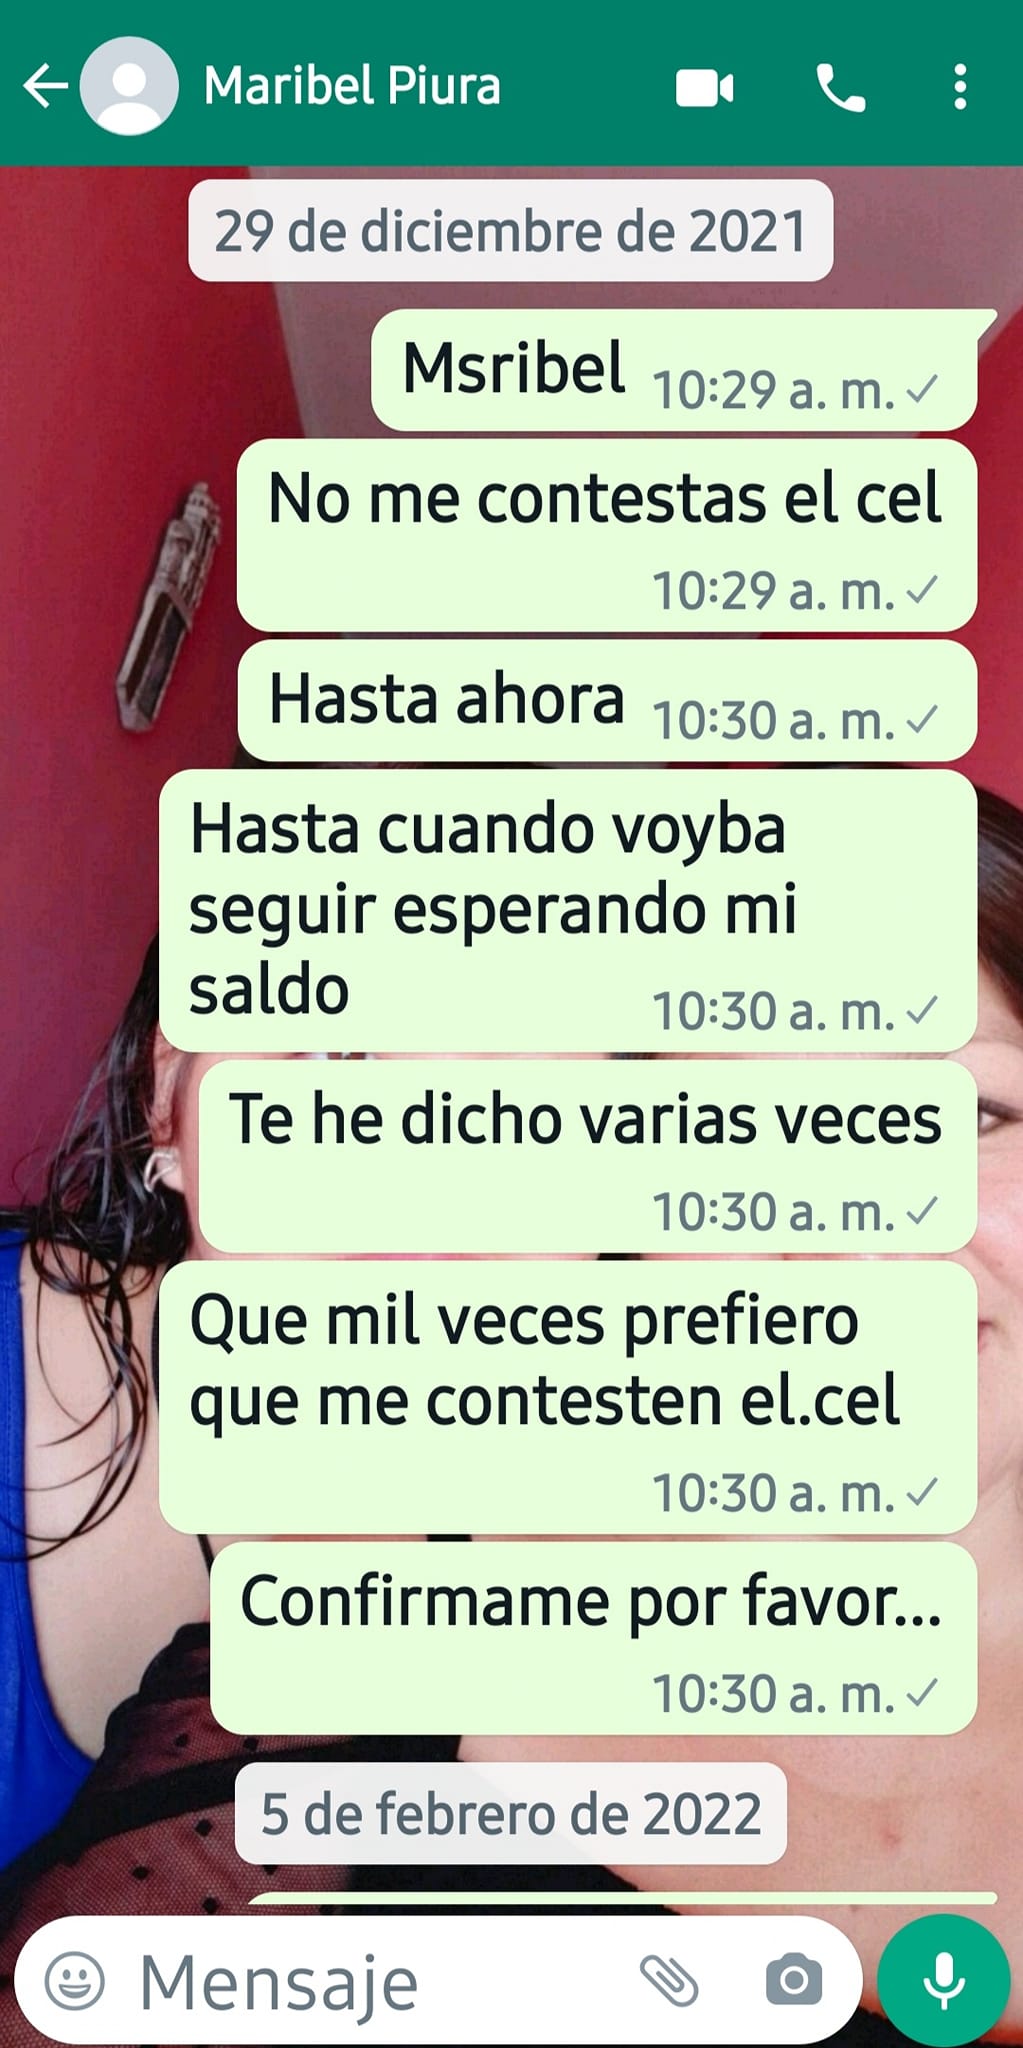 Maribel Piura
29 de diciembre de 2021
Msribel 10:29 a. m.
No me contestas el cel
10:29 a. m.
Hasta ahora 10:30 a. m.
Hasta cuando voyba
seguir esperando mi
saldo 10:30 a. m.
Te he dicho varias veces
10:30 a. m.
Que mil veces prefiero
que me contesten el.cel
10:30 a. m.
Confirmame por favor...
10:30 a. m.
5 de febrero de 2022
Mensaje